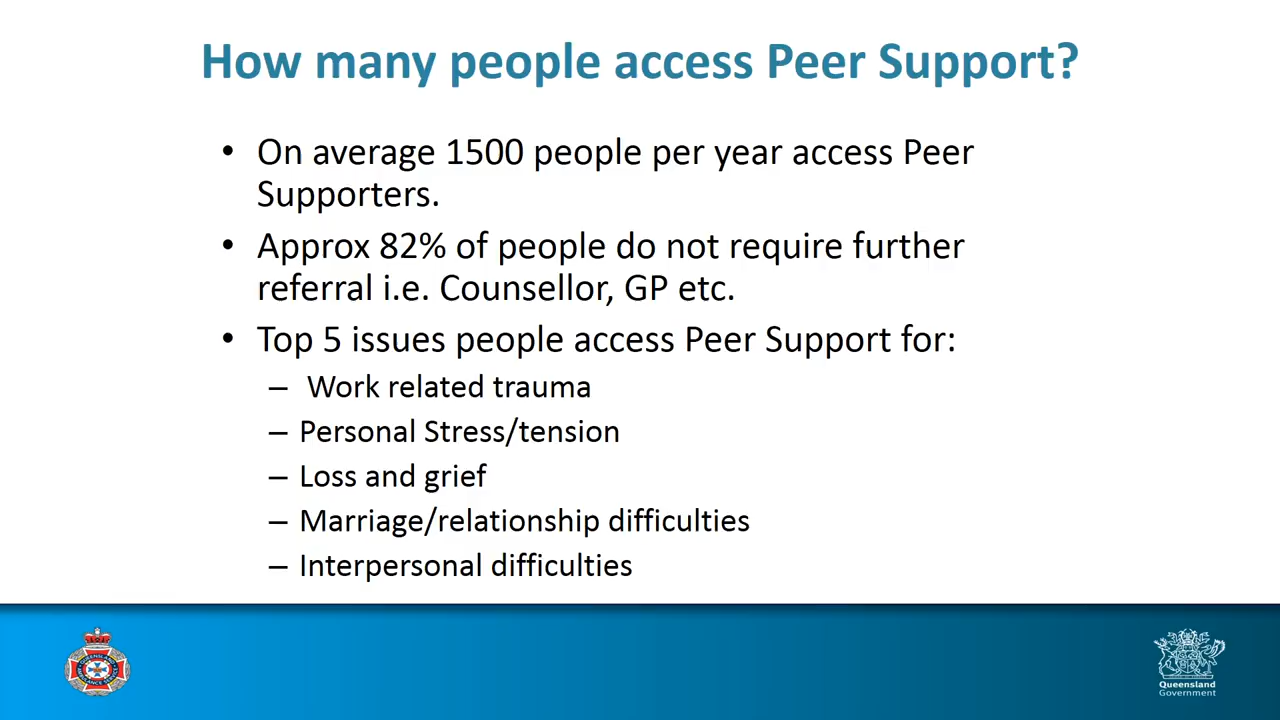 How many people access Peer Support?
• On average 1500 people per year access Peer
Supporters.
• Approx 82% of people do not require further
referral i.e. Counsellor, GP etc.
• Top 5 issues people access Peer Support for:
– Work related trauma
– Personal Stress/tension
– Loss and grief
– Marriage/relationship difficulties
– Interpersonal difficulties
Queensland
Government